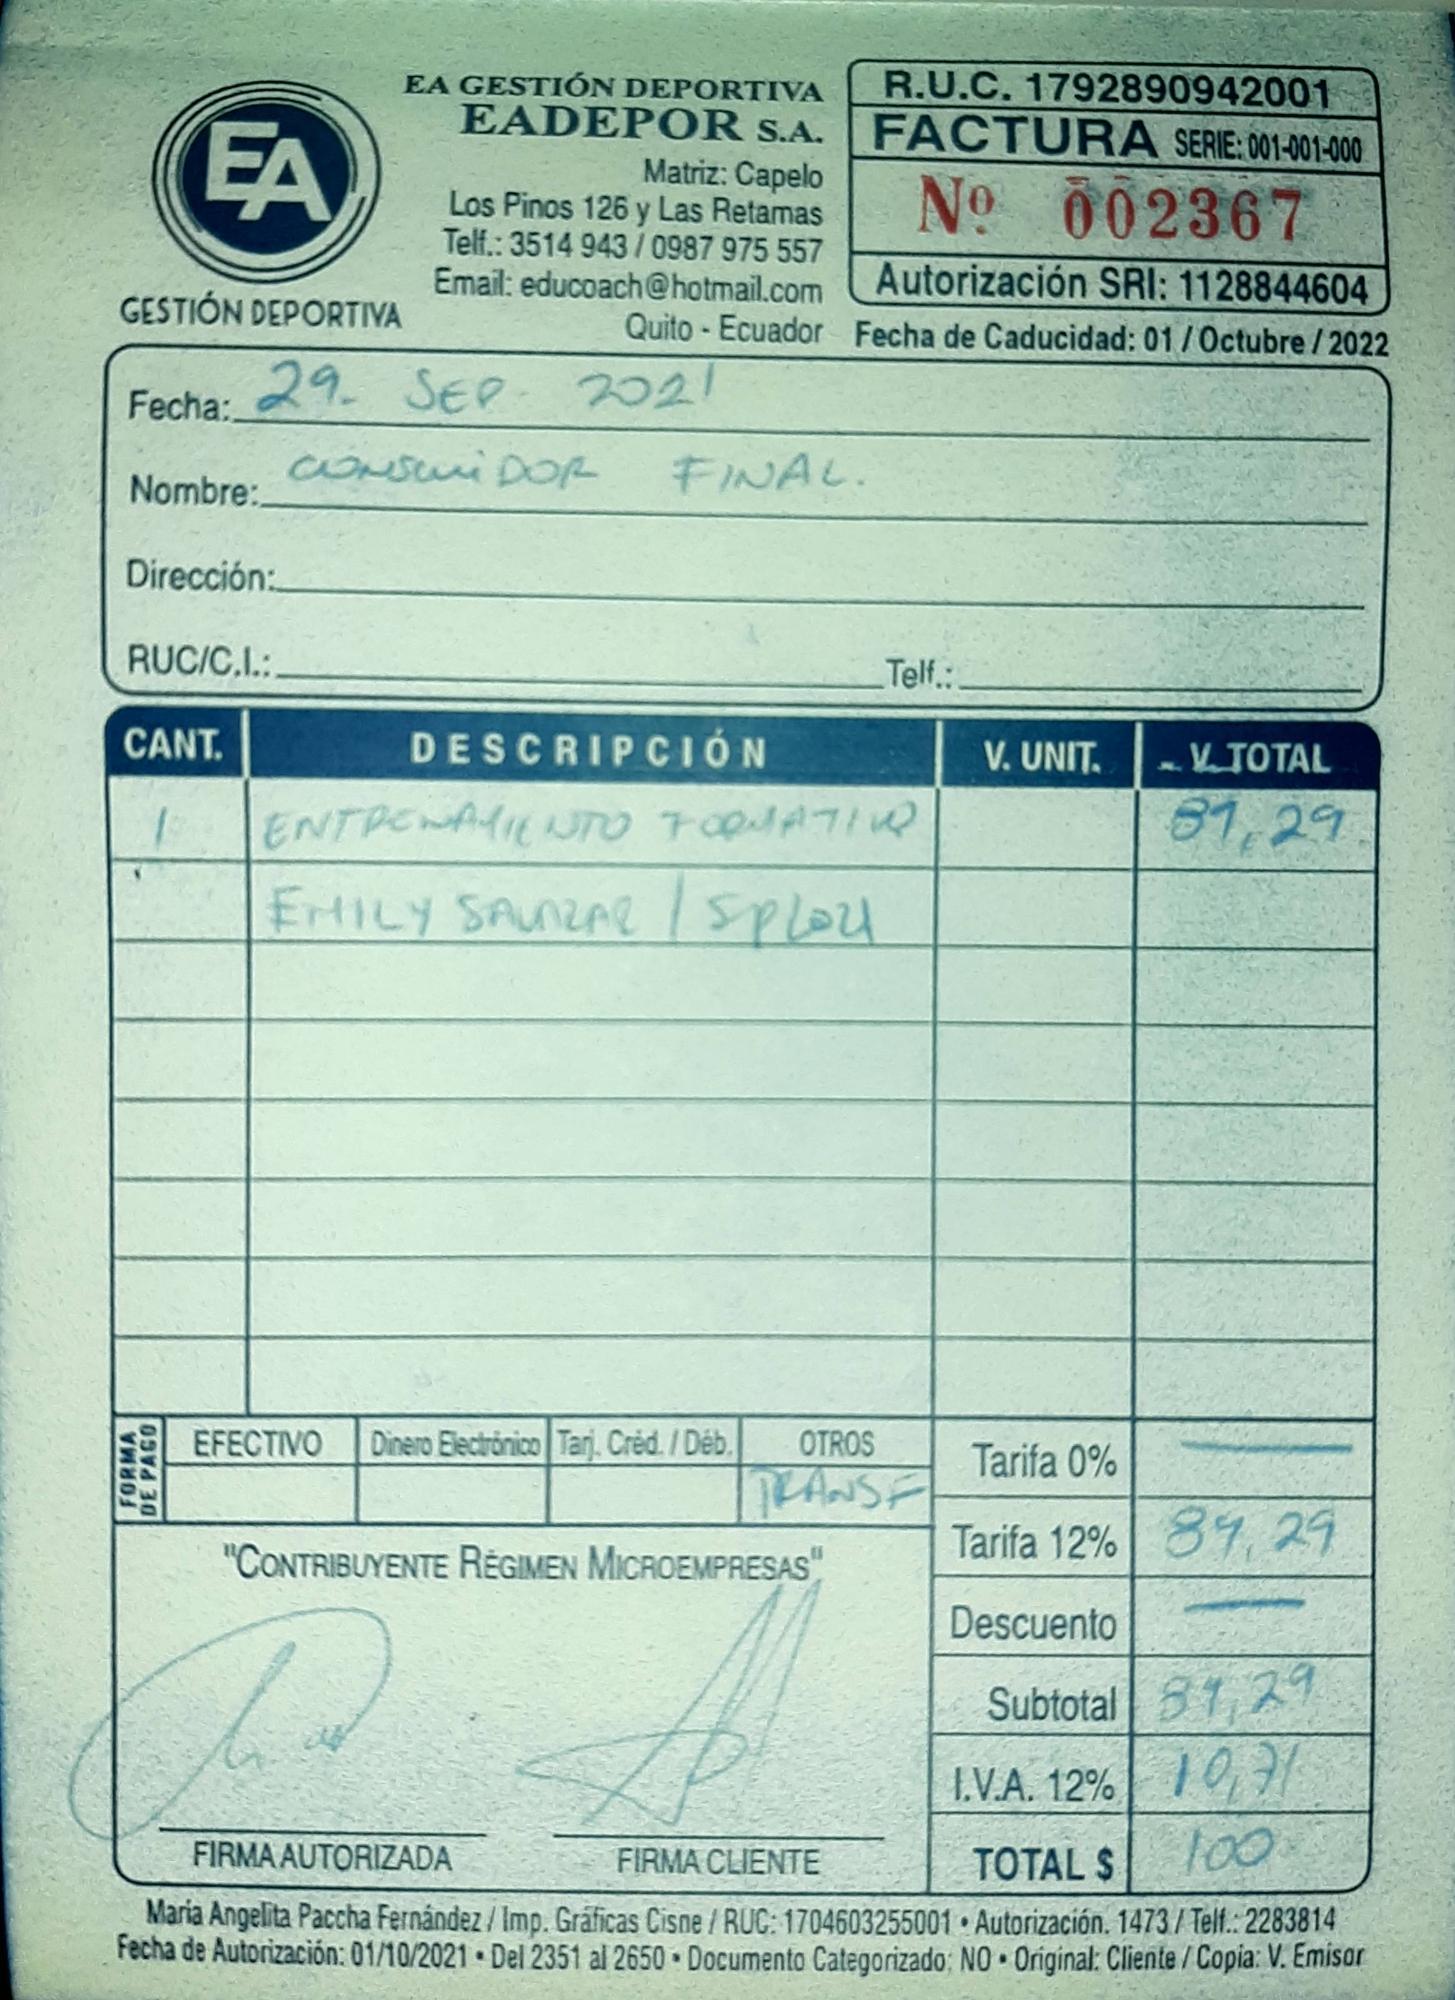 EA
GESTIÓN DEPORTIVA
EA GESTIÓN DEPORTIVA
EADEPOR S.A.
Matriz: Capelo
Los Pinos 126 y Las Retamas
Telf.: 3514 943 / 0987 975 557
Email: educoach@hotmail.com
Quito - Ecuador
R.U.C. 1792890942001
FACTURA SERIE: 001-001-000
Nº 002367
Autorización SRI: 1128844604
Fecha de Caducidad: 01 / Octubre / 2022
Fecha: 29. SEP. 2021
Nombre: CONSUMIDOR FINAL.
Dirección:
RUC/C.I.: Telf.:
CANT. DESCRIPCIÓN V. UNIT. V. TOTAL
1 ENTRENAMIENTO FORMATIVO 89,29
EMILY SALAZAR /
FORMA DE PAGO EFECTIVO Dinero Electrónico Tarj. Créd. / Déb. OTROS
TRANSF
Tarifa 0% —
Tarifa 12% 89,29
Descuento —
Subtotal 89,29
I.V.A. 12% 10,71
TOTAL $ 100
"CONTRIBUYENTE RÉGIMEN MICROEMPRESAS"
FIRMA AUTORIZADA FIRMA CLIENTE
María Angelita Paccha Fernández / Imp. Gráficas Cisne / RUC: 1704603255001 • Autorización. 1473 / Telf.: 2283814
Fecha de Autorización: 01/10/2021 • Del 2351 al 2650 • Documento Categorizado: NO • Original: Cliente / Copia: V. Emisor